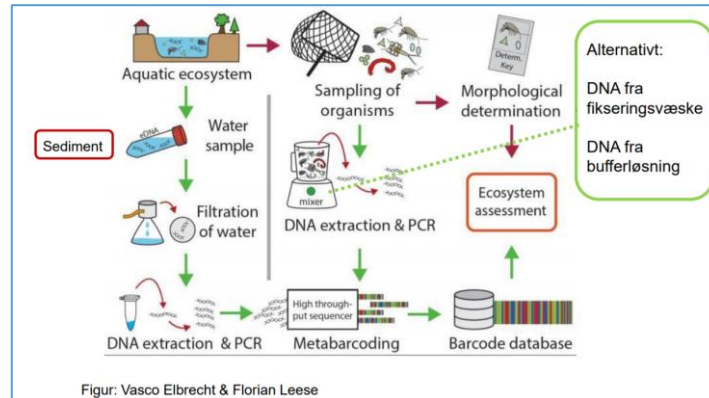 Aquatic ecosystem
Sampling of
organisms
Determ.
Key
Morphological
determination
Alternativt:
DNA fra
fikseringsvæske
DNA fra
bufferløsning
Sediment
eDNA
Water
sample
mixer
DNA extraction & PCR
Ecosystem
assessment
Filtration
of water
DNA extraction & PCR
High through-
put sequencer
Metabarcoding
Barcode database
Figur: Vasco Elbrecht & Florian Leese